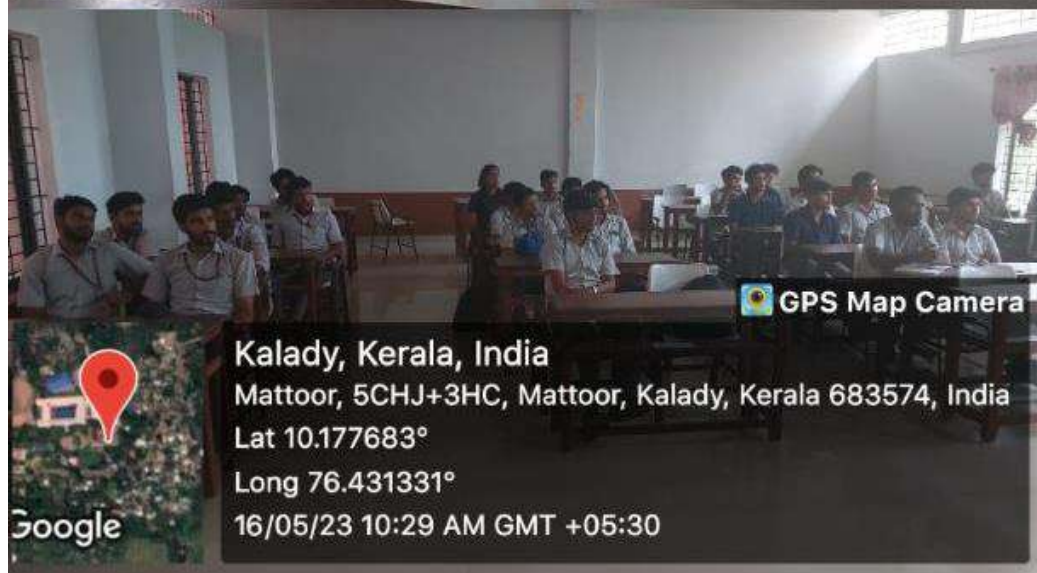 GPS Map Camera
Kalady, Kerala, India
Mattoor, 5CHJ+3HC, Mattoor, Kalady, Kerala 683574, India
Lat 10.177683°
Long 76.431331°
16/05/23 10:29 AM GMT +05:30
Google